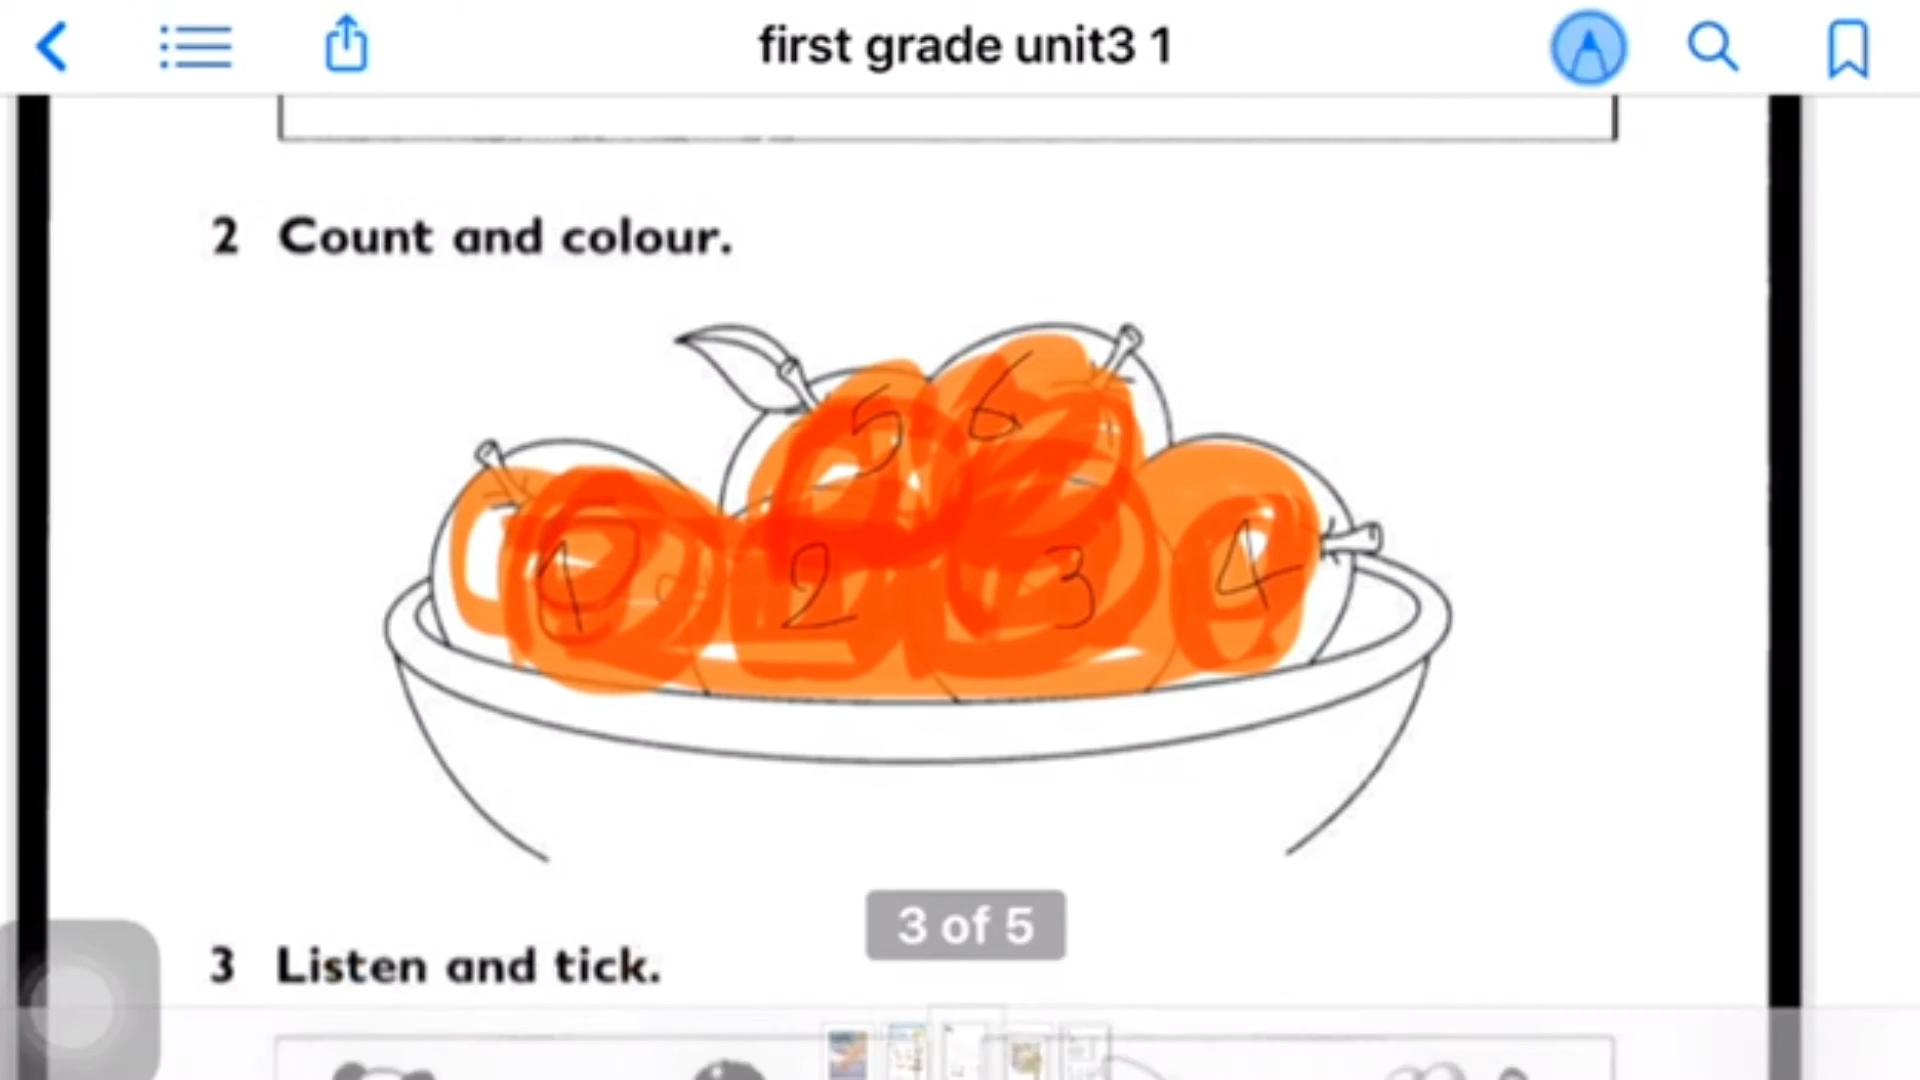 first grade unit3 1
2 Count and colour.
5 6
1 2 3 4
3 of 5
3 Listen and tick.